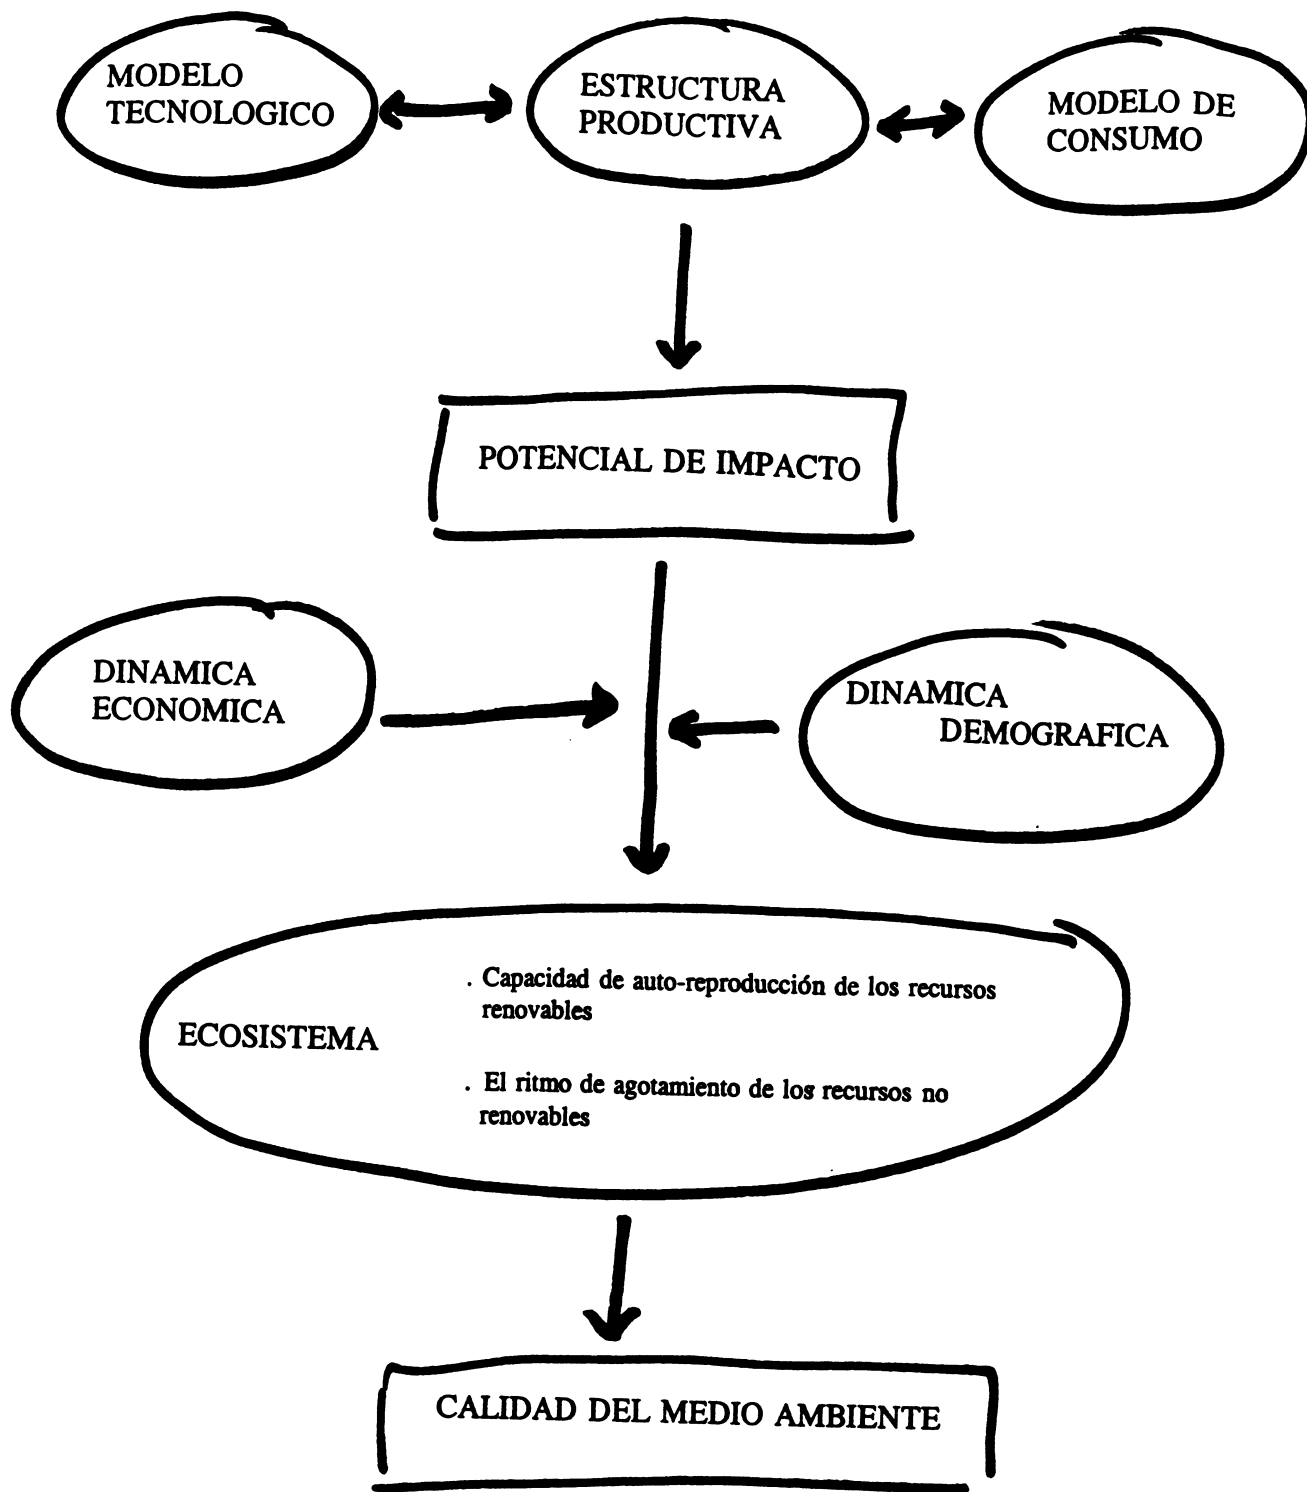 MODELO
TECNOLOGICO
ESTRUCTURA
PRODUCTIVA
MODELO DE
CONSUMO
POTENCIAL DE IMPACTO
DINAMICA
ECONOMICA
DINAMICA
DEMOGRAFICA
ECOSISTEMA
. Capacidad de auto-reproducción de los recursos
renovables
. El ritmo de agotamiento de los recursos no
renovables
CALIDAD DEL MEDIO AMBIENTE